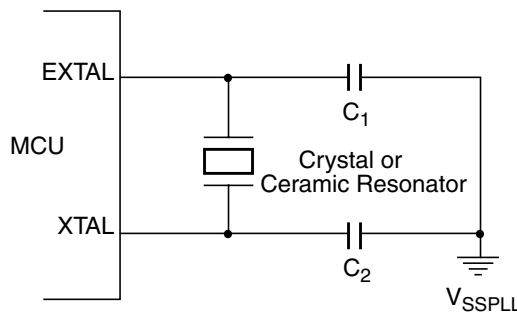 EXTAL
C1
MCU
Crystal or
Ceramic Resonator
XTAL
C2
VSSPLL